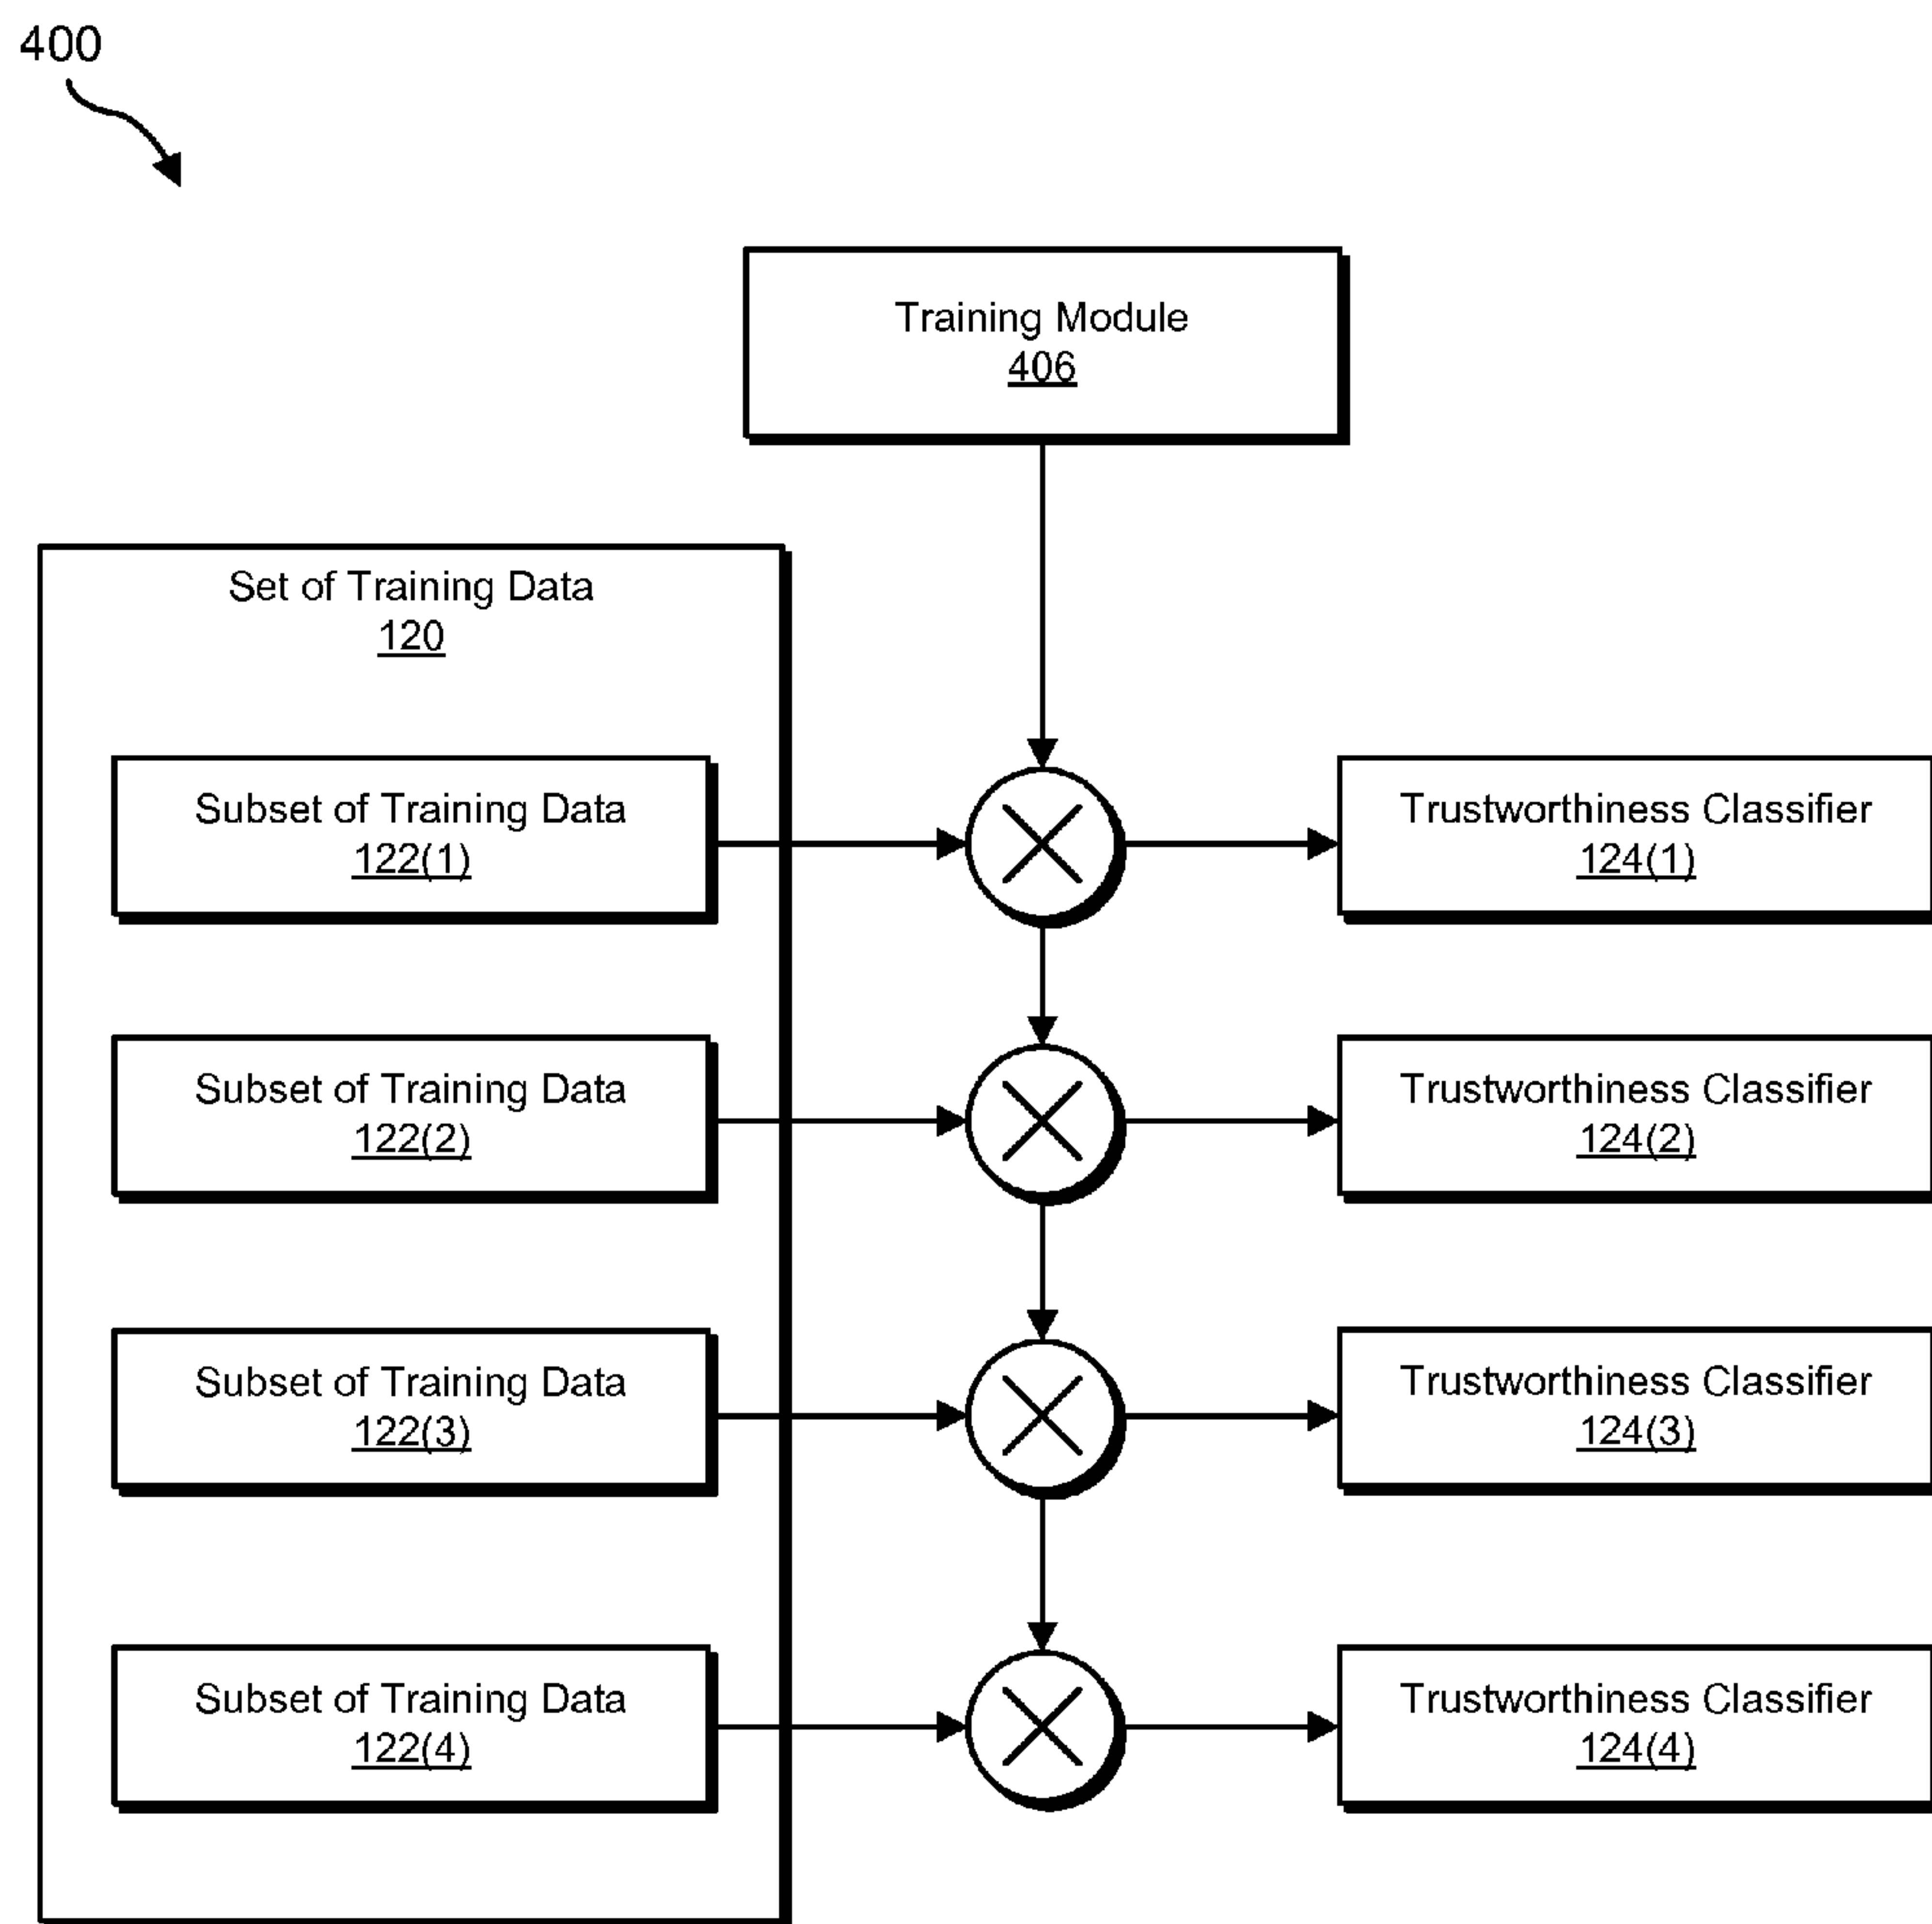 400
Training Module
406
Set of Training Data
120
Subset of Training Data
122(1)
Trustworthiness Classifier
124(1)
Subset of Training Data
122(2)
Trustworthiness Classifier
124(2)
Subset of Training Data
122(3)
Trustworthiness Classifier
124(3)
Subset of Training Data
122(4)
Trustworthiness Classifier
124(4)